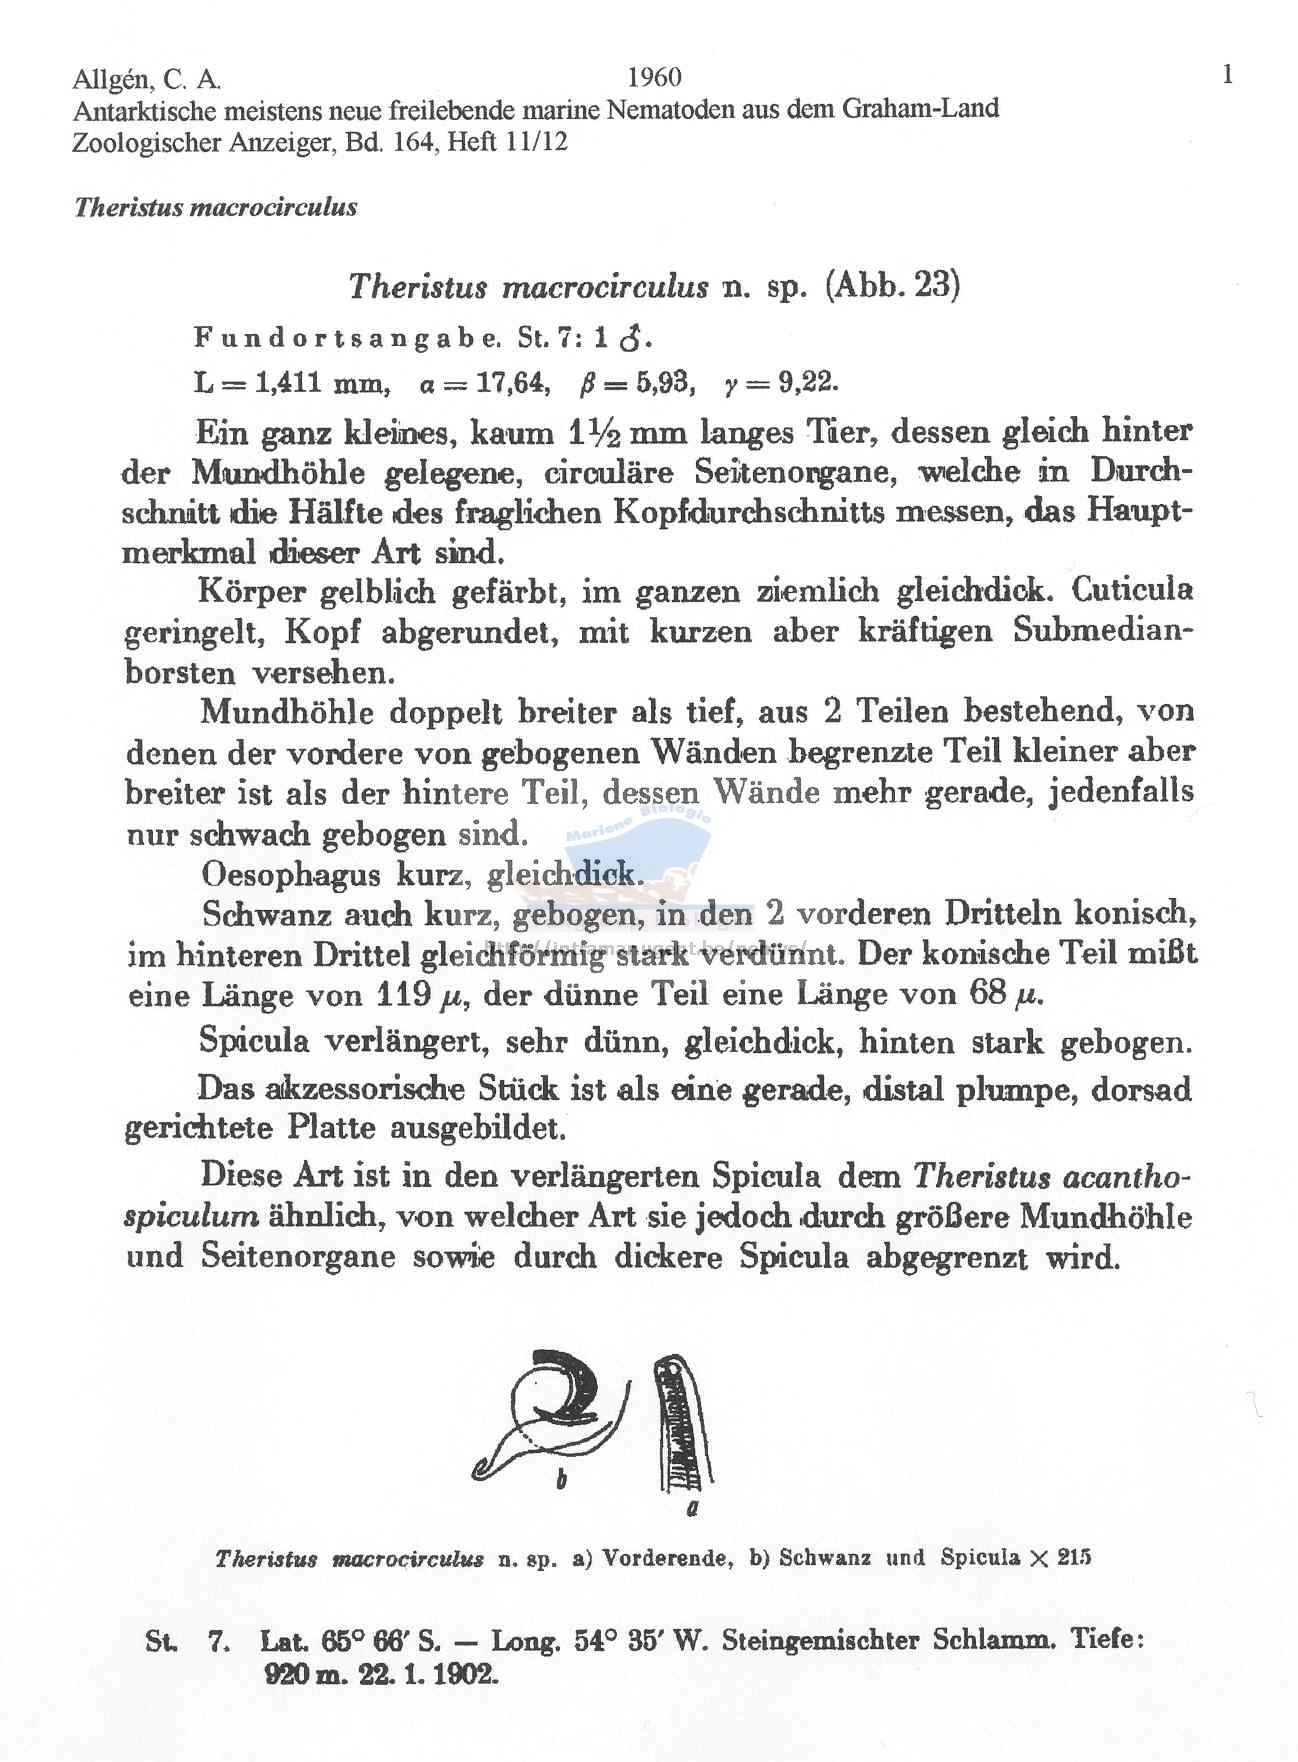 Allgén, C. A. 1960 1
Antarktische meistens neue freilebende marine Nematoden aus dem Graham-Land
Zoologischer Anzeiger, Bd. 164, Heft 11/12
Theristus macrocirculus
Theristus macrocirculus n. sp. (Abb. 23)
Fundortsangabe. St. 7: 1 ♂.
L = 1,411 mm, α = 17,64, β = 5,93, γ = 9,22.
Ein ganz kleines, kaum 1½ mm langes Tier, dessen gleich hinter
der Mundhöhle gelegene, circuläre Seitenorgane, welche in Durch-
schnitt die Hälfte des fraglichen Kopfdurchschnitts messen, das Haupt-
merkmal dieser Art sind.
Körper gelblich gefärbt, im ganzen ziemlich gleichdick. Cuticula
geringelt, Kopf abgerundet, mit kurzen aber kräftigen Submedian-
borsten versehen.
Mundhöhle doppelt breiter als tief, aus 2 Teilen bestehend, von
denen der vordere von gebogenen Wänden begrenzte Teil kleiner aber
breiter ist als der hintere Teil, dessen Wände mehr gerade, jedenfalls
nur schwach gebogen sind.
Mariene Biologie
Oesophagus kurz, gleichdick.
Schwanz auch kurz, gebogen, in den 2 vorderen Dritteln konisch,
im hinteren Drittel gleichförmig stark verdünnt. Der konische Teil mißt
eine Länge von 119 μ, der dünne Teil eine Länge von 68 μ.
Spicula verlängert, sehr dünn, gleichdick, hinten stark gebogen.
Das akzessorische Stück ist als eine gerade, distal plumpe, dorsad
gerichtete Platte ausgebildet.
Diese Art ist in den verlängerten Spicula dem Theristus acantho-
spiculum ähnlich, von welcher Art sie jedoch durch größere Mundhöhle
und Seitenorgane sowie durch dickere Spicula abgegrenzt wird.
b
a
Theristus macrocirculus n. sp. a) Vorderende, b) Schwanz und Spicula × 215
St. 7. Lat. 65° 66′ S. — Long. 54° 35′ W. Steingemischter Schlamm. Tiefe:
920 m. 22. 1. 1902.